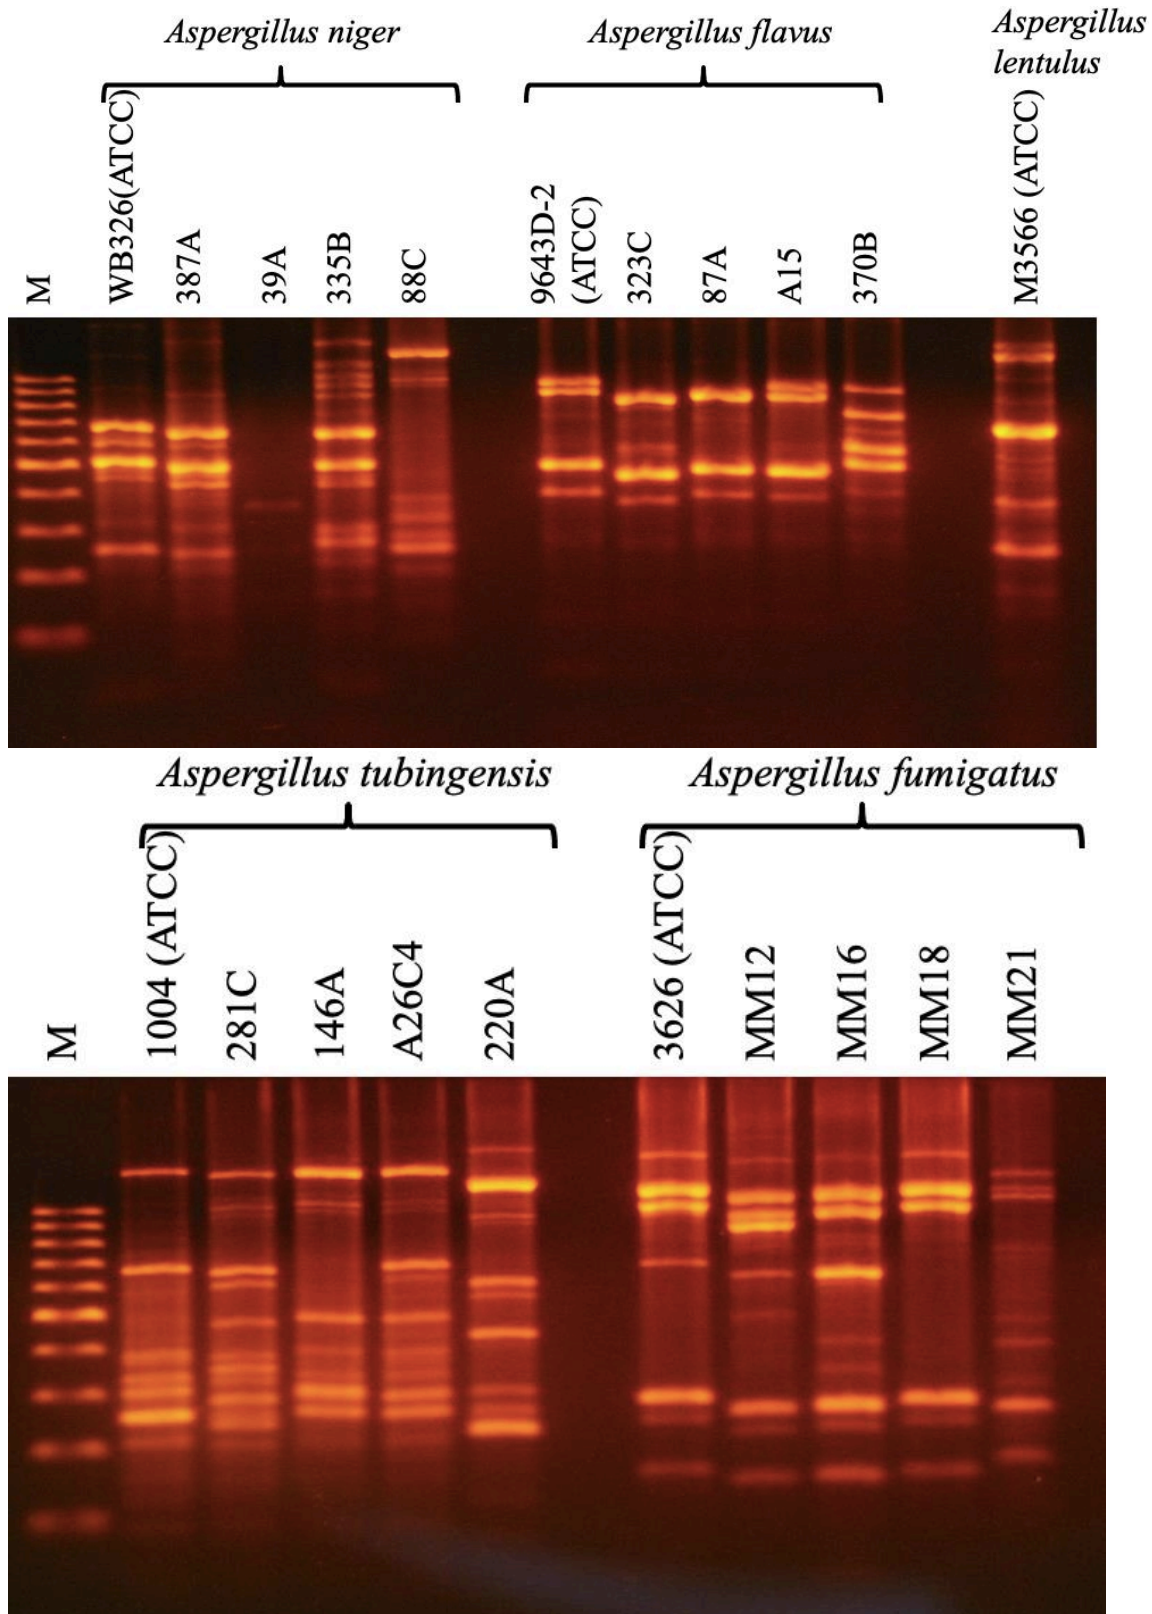 Aspergillus niger
Aspergillus flavus
Aspergillus
lentulus
M
WB326(ATCC)
387A
39A
335B
88C
9643D-2
(ATCC)
323C
87A
A15
370B
M3566 (ATCC)
Aspergillus tubingensis
Aspergillus fumigatus
M
1004 (ATCC)
281C
146A
A26C4
220A
3626 (ATCC)
MM12
MM16
MM18
MM21